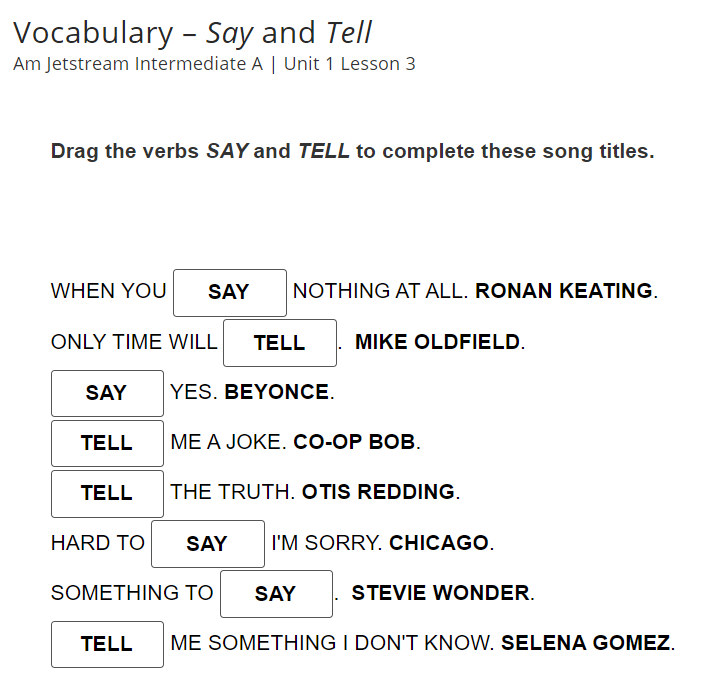 Vocabulary – Say and Tell
Am Jetstream Intermediate A | Unit 1 Lesson 3
Drag the verbs SAY and TELL to complete these song titles.
WHEN YOU SAY NOTHING AT ALL. RONAN KEATING.
ONLY TIME WILL TELL . MIKE OLDFIELD.
SAY YES. BEYONCE.
TELL ME A JOKE. CO-OP BOB.
TELL THE TRUTH. OTIS REDDING.
HARD TO SAY I'M SORRY. CHICAGO.
SOMETHING TO SAY . STEVIE WONDER.
TELL ME SOMETHING I DON'T KNOW. SELENA GOMEZ.